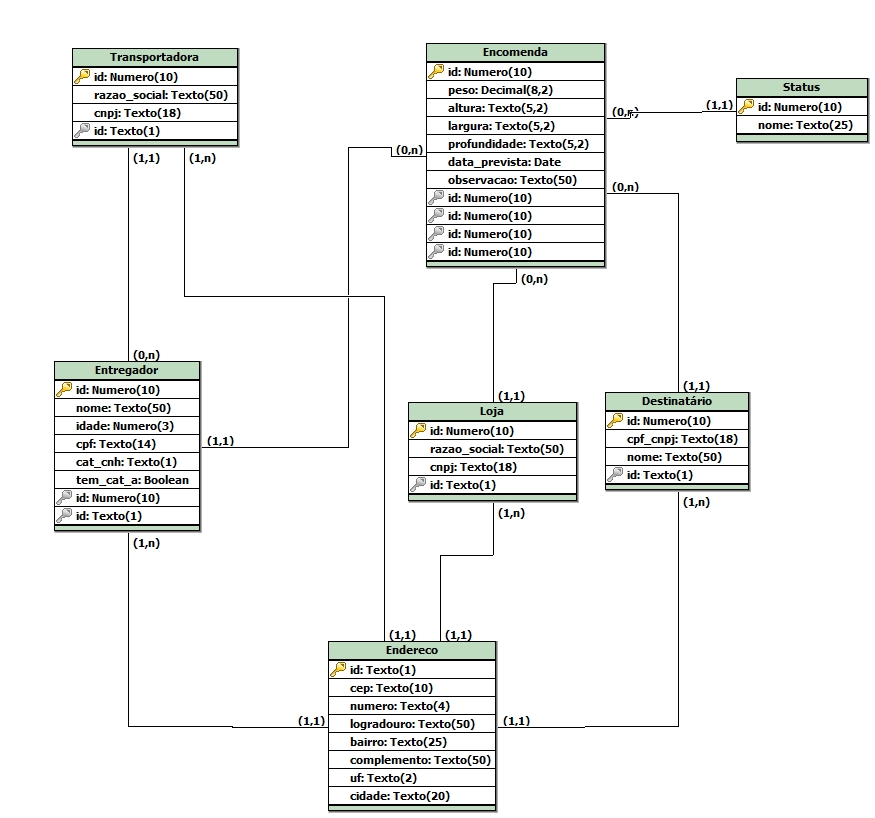 Transportadora
id: Numero(10)
razao_social: Texto(50)
cnpj: Texto(18)
id: Texto(1)
(1,1)
(1,n)
Encomenda
id: Numero(10)
peso: Decimal(8,2)
altura: Texto(5,2)
largura: Texto(5,2)
profundidade: Texto(5,2)
data_prevista: Date
observacao: Texto(50)
id: Numero(10)
id: Numero(10)
id: Numero(10)
id: Numero(10)
(0,n)
(0,n)
(0,n)
(0,n)
(1,1)
Status
id: Numero(10)
nome: Texto(25)
(0,n)
Entregador
id: Numero(10)
nome: Texto(50)
idade: Numero(3)
cpf: Texto(14)
cat_cnh: Texto(1)
tem_cat_a: Boolean
id: Numero(10)
id: Texto(1)
(1,1)
(1,n)
(1,1)
Loja
id: Numero(10)
razao_social: Texto(50)
cnpj: Texto(18)
id: Texto(1)
(1,n)
(1,1)
Destinatário
id: Numero(10)
cpf_cnpj: Texto(18)
nome: Texto(50)
id: Texto(1)
(1,n)
(1,1)
(1,1)
Endereco
id: Texto(1)
cep: Texto(10)
numero: Texto(4)
logradouro: Texto(50)
bairro: Texto(25)
complemento: Texto(50)
uf: Texto(2)
cidade: Texto(20)
(1,1)
(1,1)